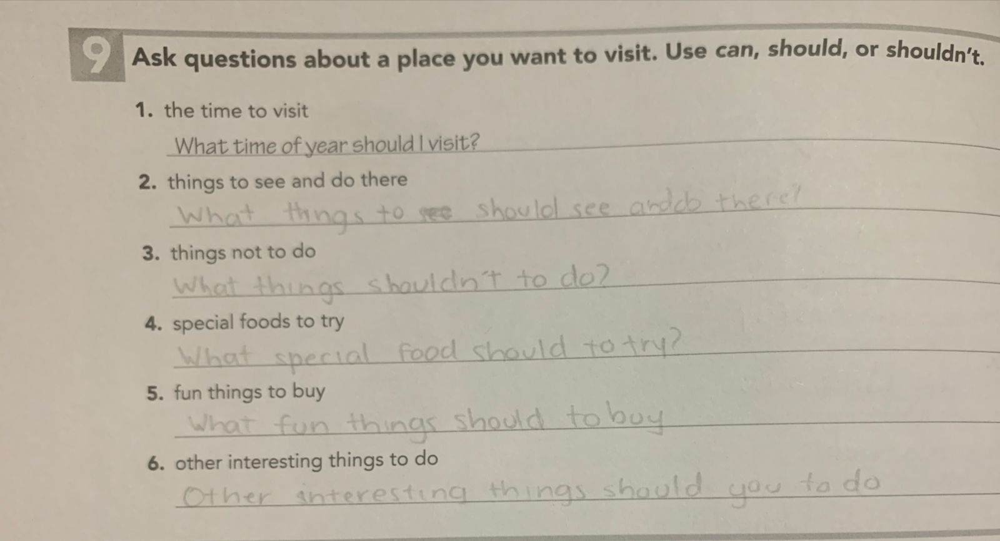 9 Ask questions about a place you want to visit. Use can, should, or shouldn't.
1. the time to visit
What time of year should I visit?
2. things to see and do there
What thngs to see should see and do there?
3. things not to do
What things shouldn't to do?
4. special foods to try
What special food should to try?
5. fun things to buy
What fun things should to buy
6. other interesting things to do
Other interesting things should you to do